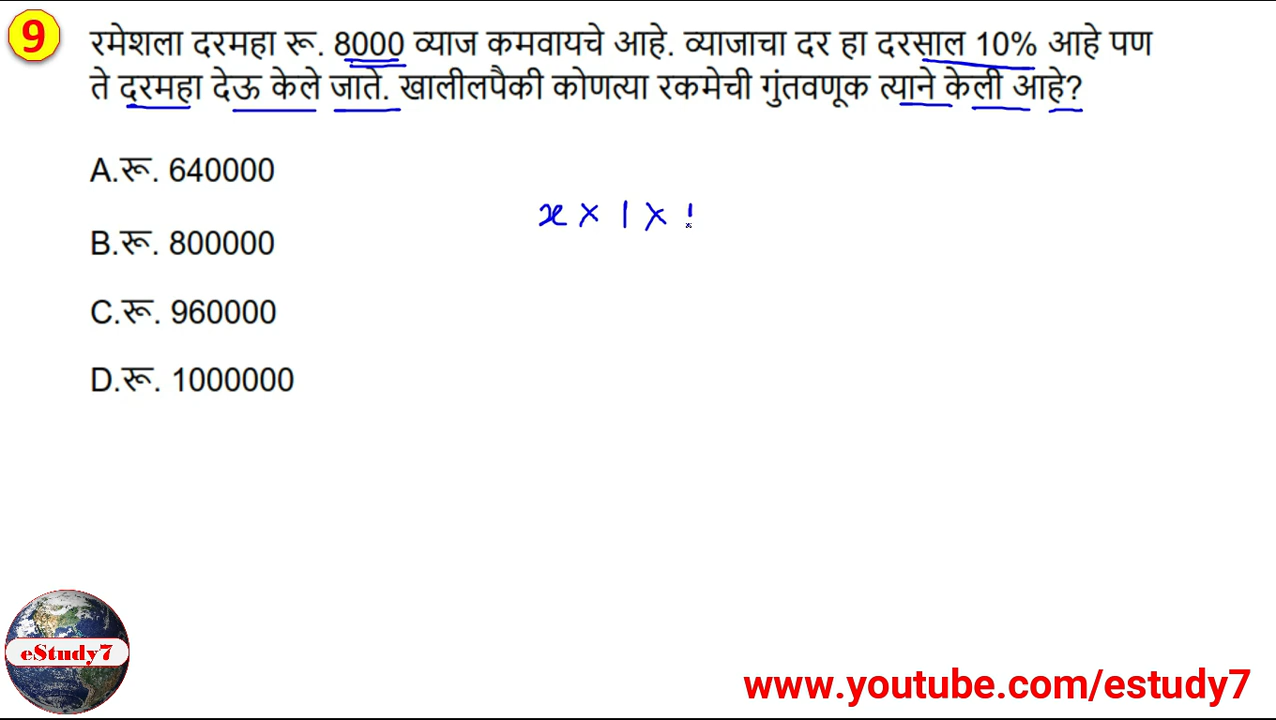 9
रमेशला दरमहा रू. 8000 व्याज कमवायचे आहे. व्याजाचा दर हा दरसाल 10% आहे पण
ते दरमहा देऊ केले जाते. खालीलपैकी कोणत्या रकमेची गुंतवणूक त्याने केली आहे?
A.रू. 640000
x × 1 ×
B.रू. 800000
C.रू. 960000
D.रू. 1000000
eStudy7
www.youtube.com/estudy7